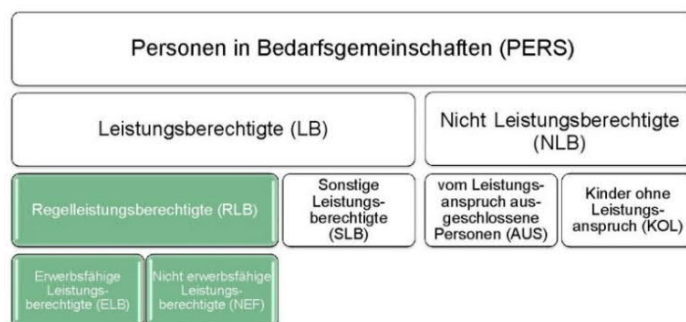 Personen in Bedarfsgemeinschaften (PERS)
Leistungsberechtigte (LB)
Nicht Leistungsberechtigte
(NLB)
Regelleistungsberechtigte (RLB)
Sonstige
Leistungs-
berechtigte
(SLB)
vom Leistungs-
anspruch aus-
geschlossene
Personen (AUS)
Kinder ohne
Leistungs-
anspruch (KOL)
Erwerbsfähige
Leistungs-
berechtigte (ELB)
Nicht erwerbsfähige
Leistungs-
berechtigte (NEF)